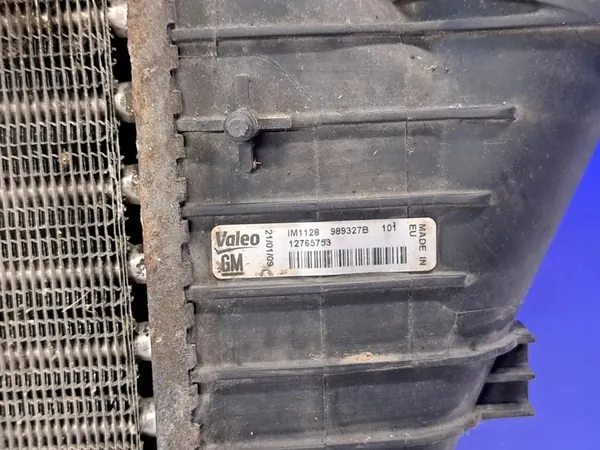 Valeo
GM
21/01/09
IM1128 989327B 101
12765753
MADE IN
EU